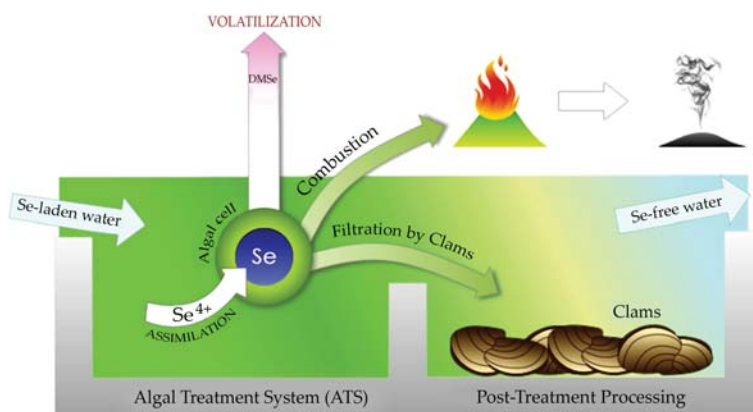 VOLATILIZATION
DMSe
Combustion
Se-laden water
Algal cell
Se
Filtration by Clams
Se-free water
Se4+
ASSIMILATION
Clams
Algal Treatment System (ATS)
Post-Treatment Processing